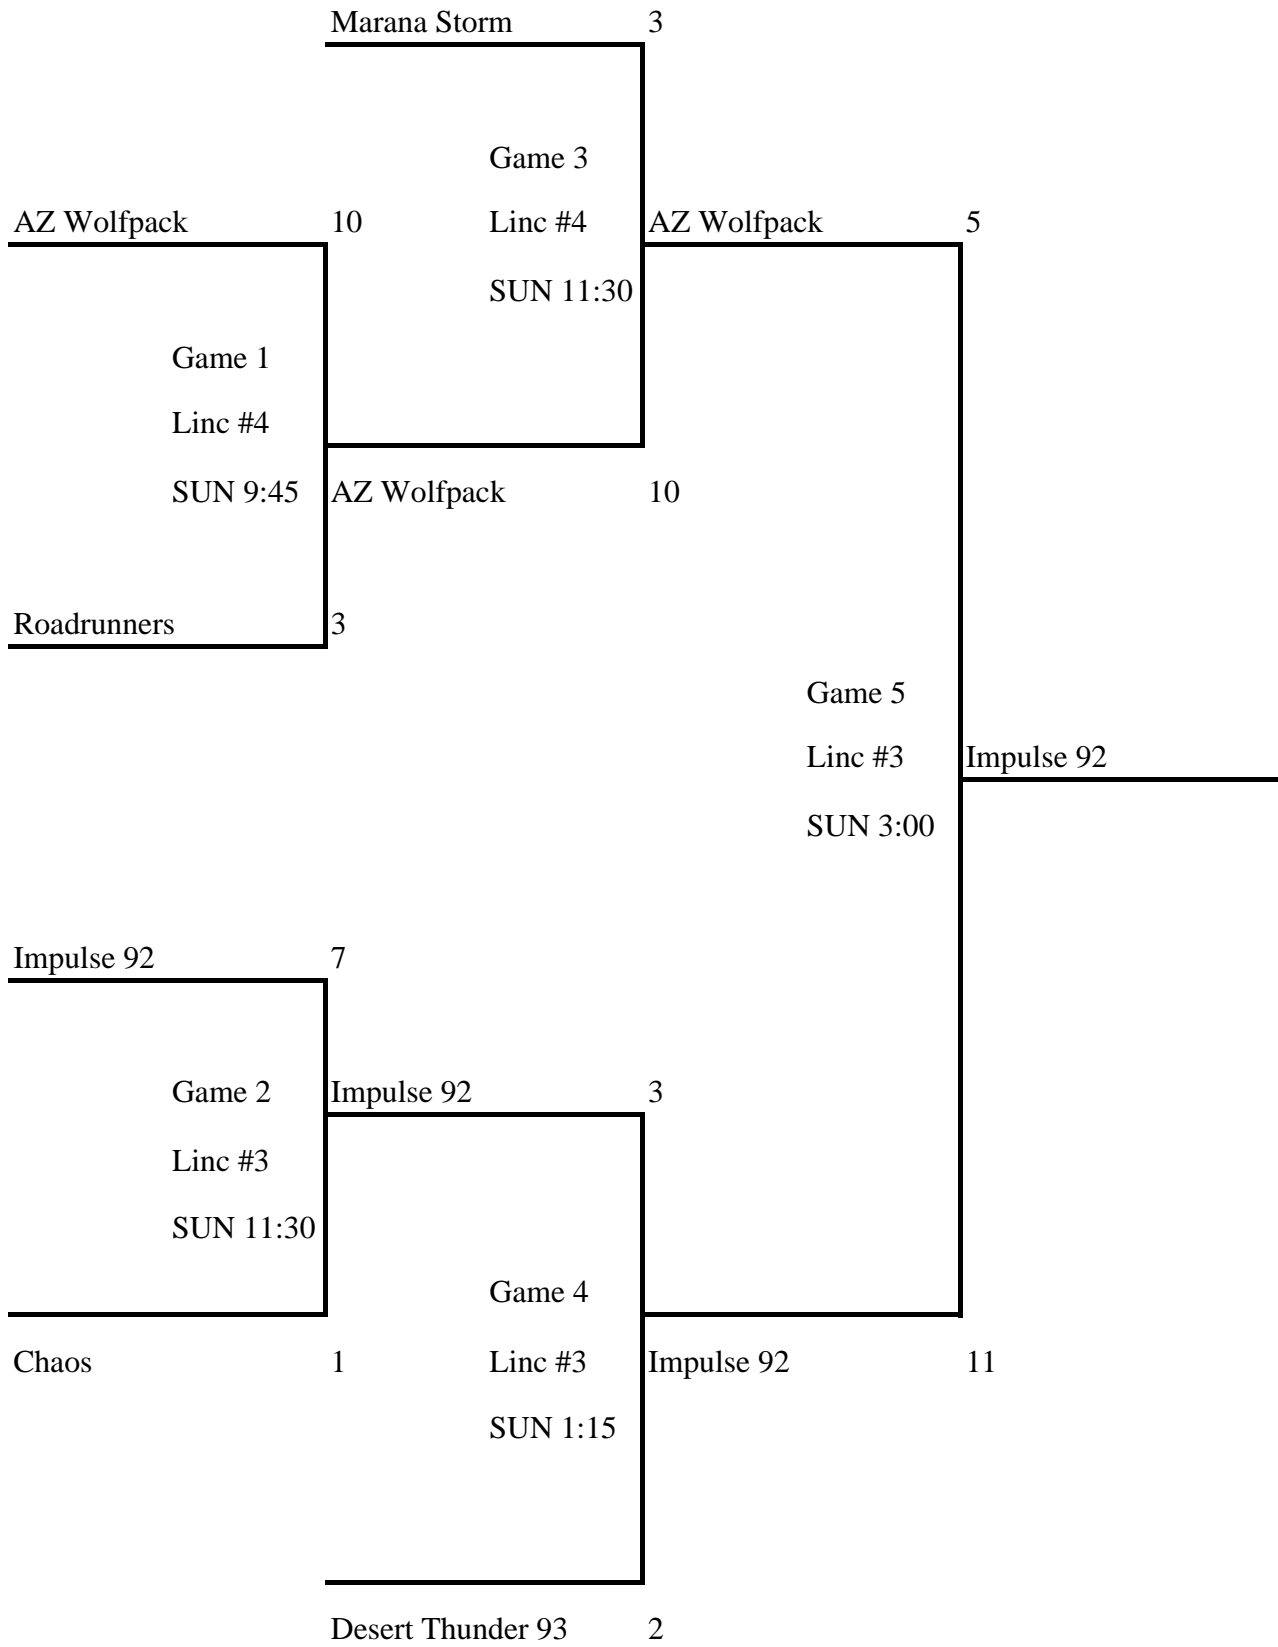 Marana Storm 3
Game 3
AZ Wolfpack 10 Linc #4 AZ Wolfpack 5
SUN 11:30
Game 1
Linc #4
SUN 9:45 AZ Wolfpack 10
Roadrunners 3
Game 5
Linc #3 Impulse 92
SUN 3:00
Impulse 92 7
Game 2 Impulse 92 3
Linc #3
SUN 11:30
Game 4
Chaos 1 Linc #3 Impulse 92 11
SUN 1:15
Desert Thunder 93 2